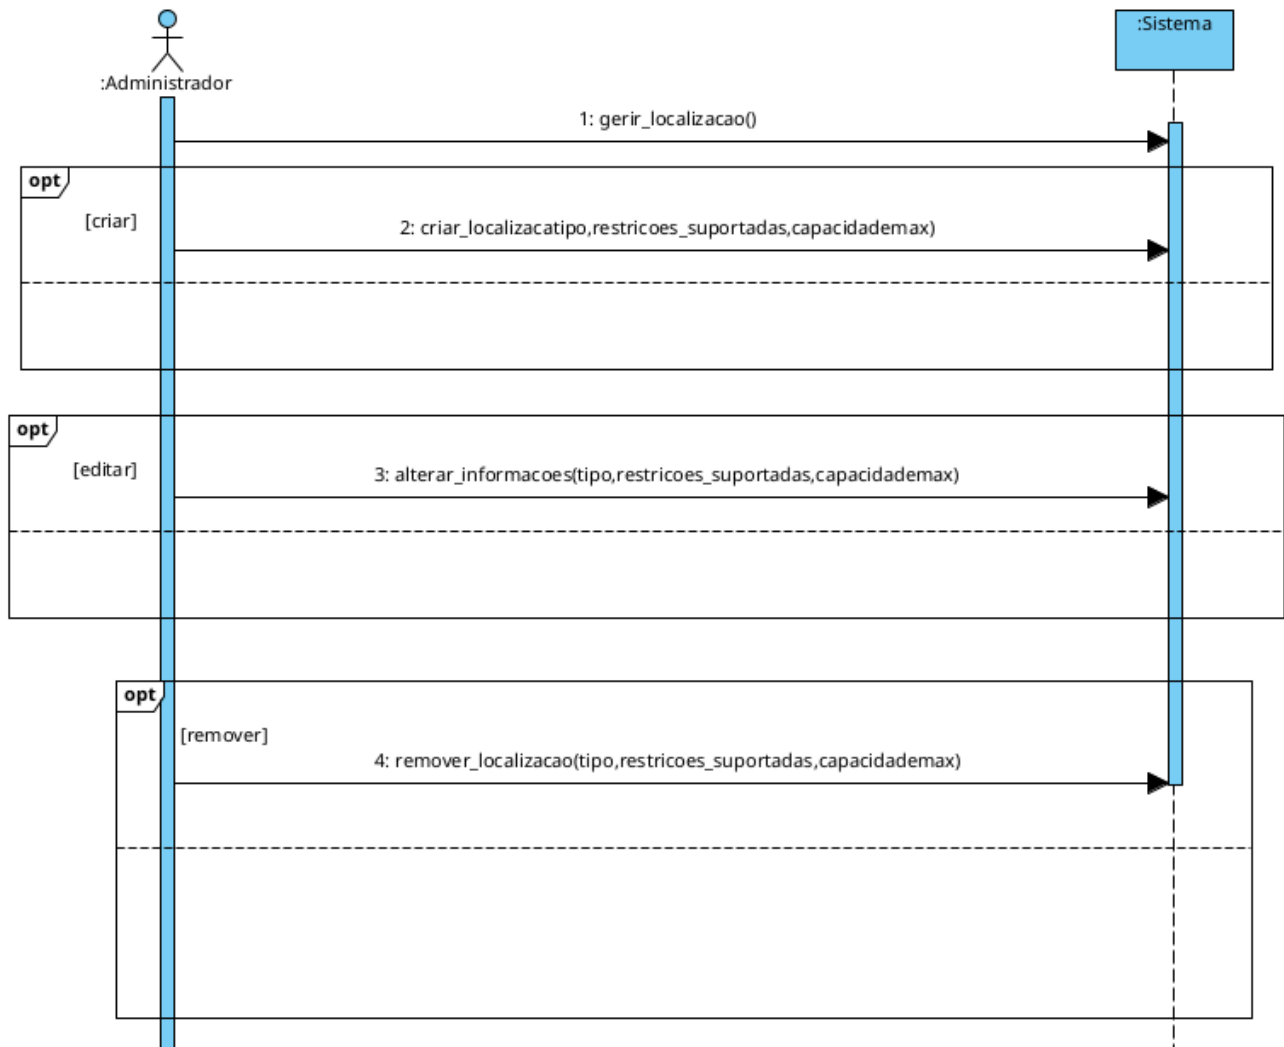 :Administrador
:Sistema
1: gerir_localizacao()
opt
[criar]
2: criar_localizacatipo,restricoes_suportadas,capacidademax)
opt
[editar]
3: alterar_informacoes(tipo,restricoes_suportadas,capacidademax)
opt
[remover]
4: remover_localizacao(tipo,restricoes_suportadas,capacidademax)